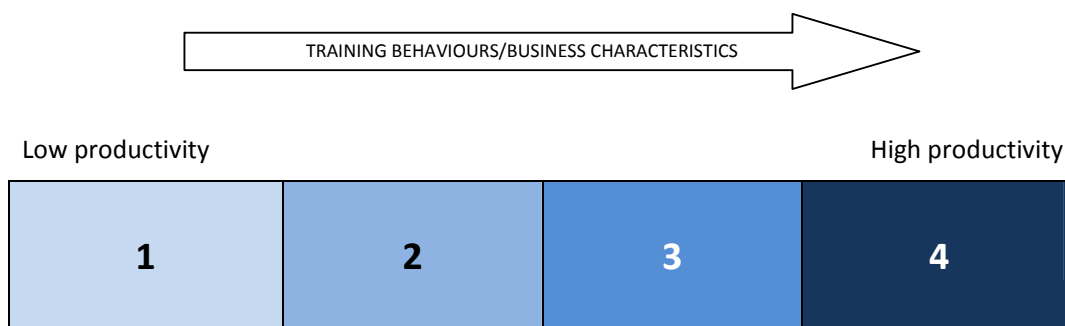 TRAINING BEHAVIOURS/BUSINESS CHARACTERISTICS
Low productivity High productivity
1 2 3 4